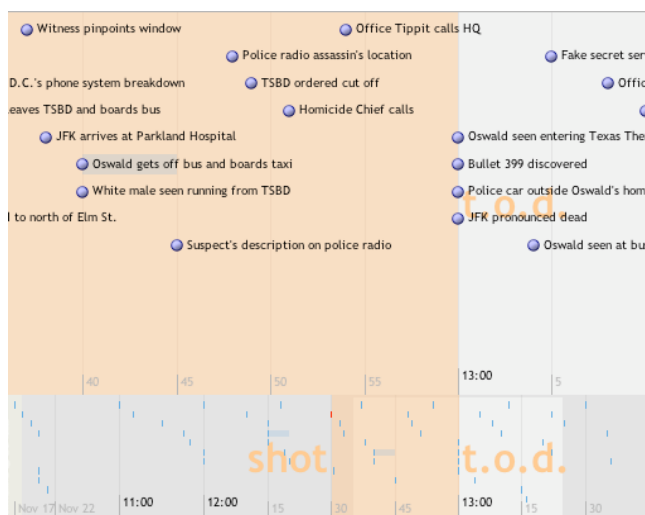 Witness pinpoints window
Office Tippit calls HQ
Police radio assassin's location
Fake secret ser
D.C.'s phone system breakdown
TSBD ordered cut off
Offic
eaves TSBD and boards bus
Homicide Chief calls
JFK arrives at Parkland Hospital
Oswald seen entering Texas The
Oswald gets off bus and boards taxi
Bullet 399 discovered
White male seen running from TSBD
Police car outside Oswald's hom
t.o.d.
l to north of Elm St.
JFK pronounced dead
Suspect's description on police radio
Oswald seen at bu
40
45
50
55
13:00
5
shot
t.o.d.
Nov 17
Nov 22
11:00
12:00
15
30
45
13:00
15
30